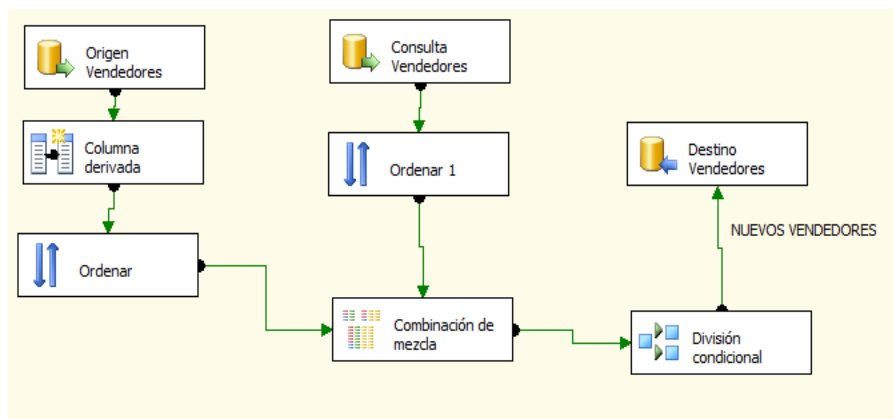 Origen
Vendedores
Consulta
Vendedores
Columna
derivada
Ordenar 1
Destino
Vendedores
NUEVOS VENDEDORES
Ordenar
Combinación de
mezcla
División
condicional